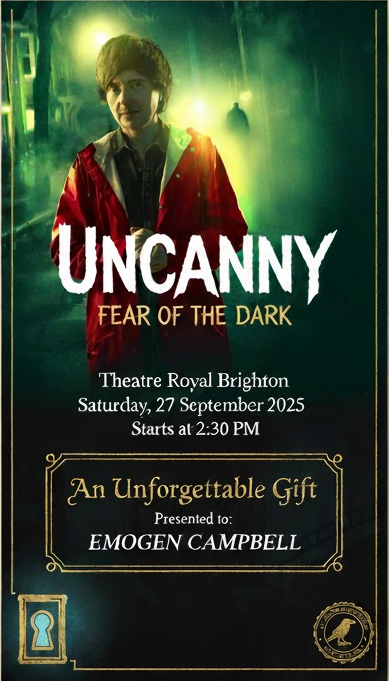 UNCANNY
FEAR OF THE DARK
Theatre Royal Brighton
Saturday, 27 September 2025
Starts at 2:30 PM
An Unforgettable Gift
Presented to:
EMOGEN CAMPBELL